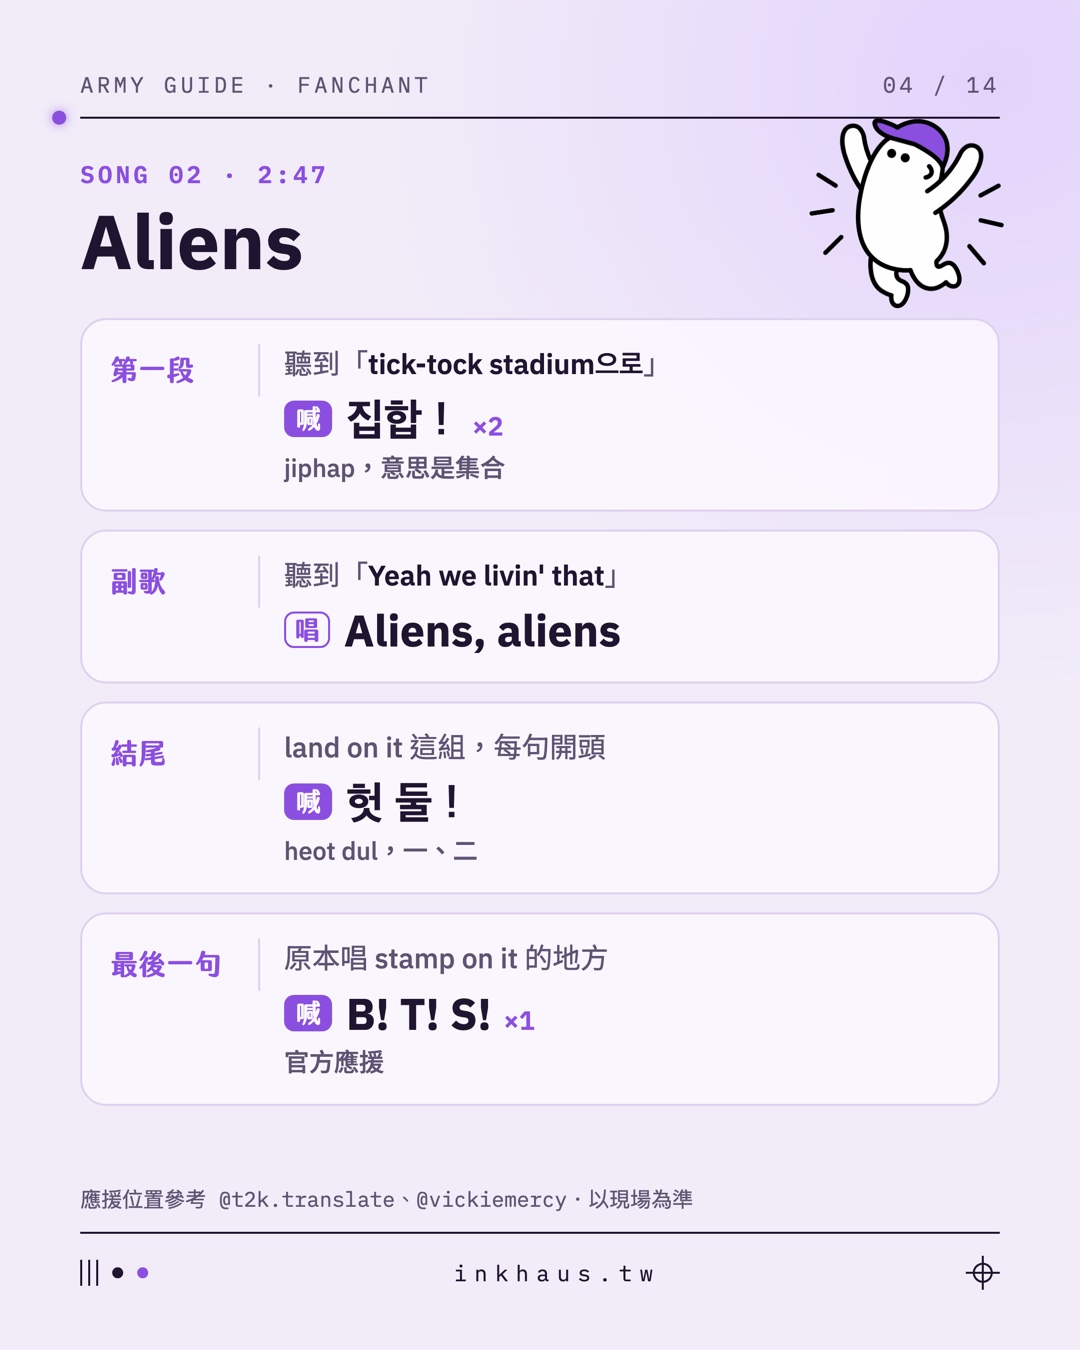 ARMY GUIDE · FANCHANT
04 / 14
SONG 02 · 2:47
Aliens
第一段
聽到「tick-tock stadium으로」
喊 집합！ ×2
jiphap，意思是集合
副歌
聽到「Yeah we livin' that」
唱 Aliens, aliens
結尾
land on it 這組，每句開頭
喊 헛 둘！
heot dul，一、二
最後一句
原本唱 stamp on it 的地方
喊 B! T! S! ×1
官方應援
應援位置參考 @t2k.translate、@vickiemercy · 以現場為準
inkhaus.tw